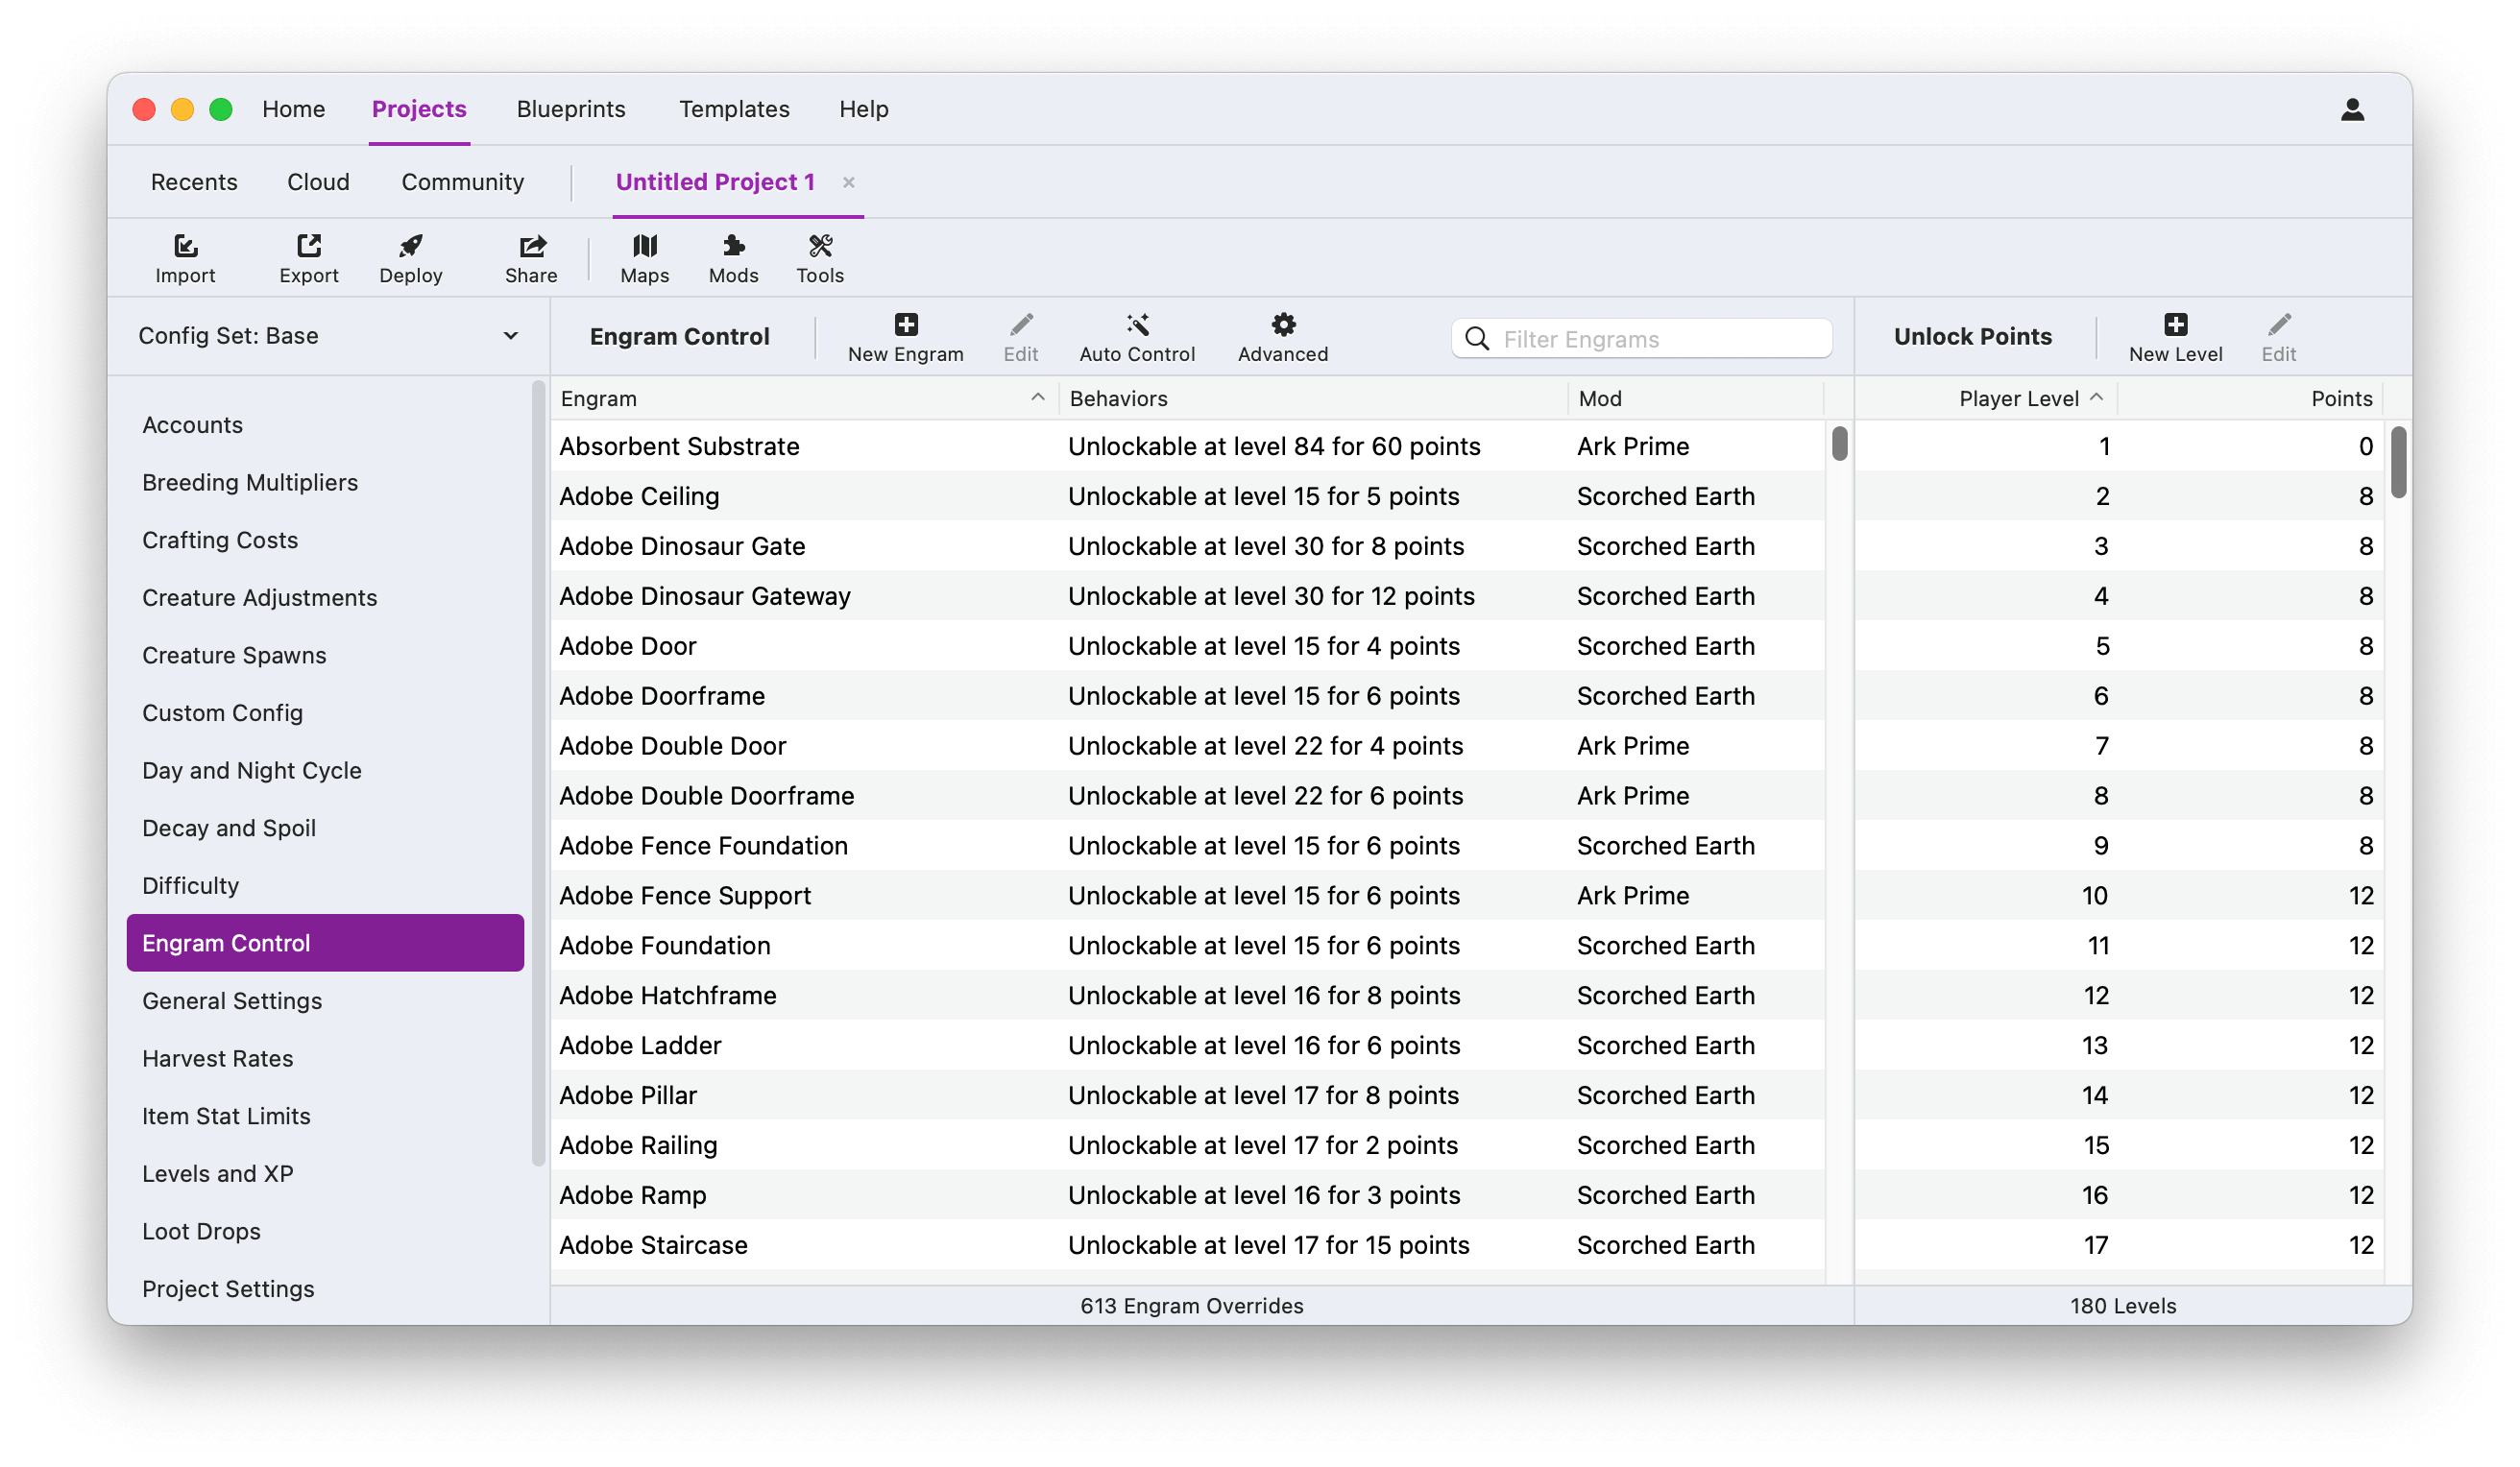 Home Projects Blueprints Templates Help
Recents Cloud Community Untitled Project 1 ×
Import Export Deploy Share Maps Mods Tools
Config Set: Base
Accounts
Breeding Multipliers
Crafting Costs
Creature Adjustments
Creature Spawns
Custom Config
Day and Night Cycle
Decay and Spoil
Difficulty
Engram Control
General Settings
Harvest Rates
Item Stat Limits
Levels and XP
Loot Drops
Project Settings
Engram Control New Engram Edit Auto Control Advanced Filter Engrams
Engram Behaviors Mod
Absorbent Substrate Unlockable at level 84 for 60 points Ark Prime
Adobe Ceiling Unlockable at level 15 for 5 points Scorched Earth
Adobe Dinosaur Gate Unlockable at level 30 for 8 points Scorched Earth
Adobe Dinosaur Gateway Unlockable at level 30 for 12 points Scorched Earth
Adobe Door Unlockable at level 15 for 4 points Scorched Earth
Adobe Doorframe Unlockable at level 15 for 6 points Scorched Earth
Adobe Double Door Unlockable at level 22 for 4 points Ark Prime
Adobe Double Doorframe Unlockable at level 22 for 6 points Ark Prime
Adobe Fence Foundation Unlockable at level 15 for 6 points Scorched Earth
Adobe Fence Support Unlockable at level 15 for 6 points Ark Prime
Adobe Foundation Unlockable at level 15 for 6 points Scorched Earth
Adobe Hatchframe Unlockable at level 16 for 8 points Scorched Earth
Adobe Ladder Unlockable at level 16 for 6 points Scorched Earth
Adobe Pillar Unlockable at level 17 for 8 points Scorched Earth
Adobe Railing Unlockable at level 17 for 2 points Scorched Earth
Adobe Ramp Unlockable at level 16 for 3 points Scorched Earth
Adobe Staircase Unlockable at level 17 for 15 points Scorched Earth
613 Engram Overrides
Unlock Points New Level Edit
Player Level Points
1 0
2 8
3 8
4 8
5 8
6 8
7 8
8 8
9 8
10 12
11 12
12 12
13 12
14 12
15 12
16 12
17 12
180 Levels